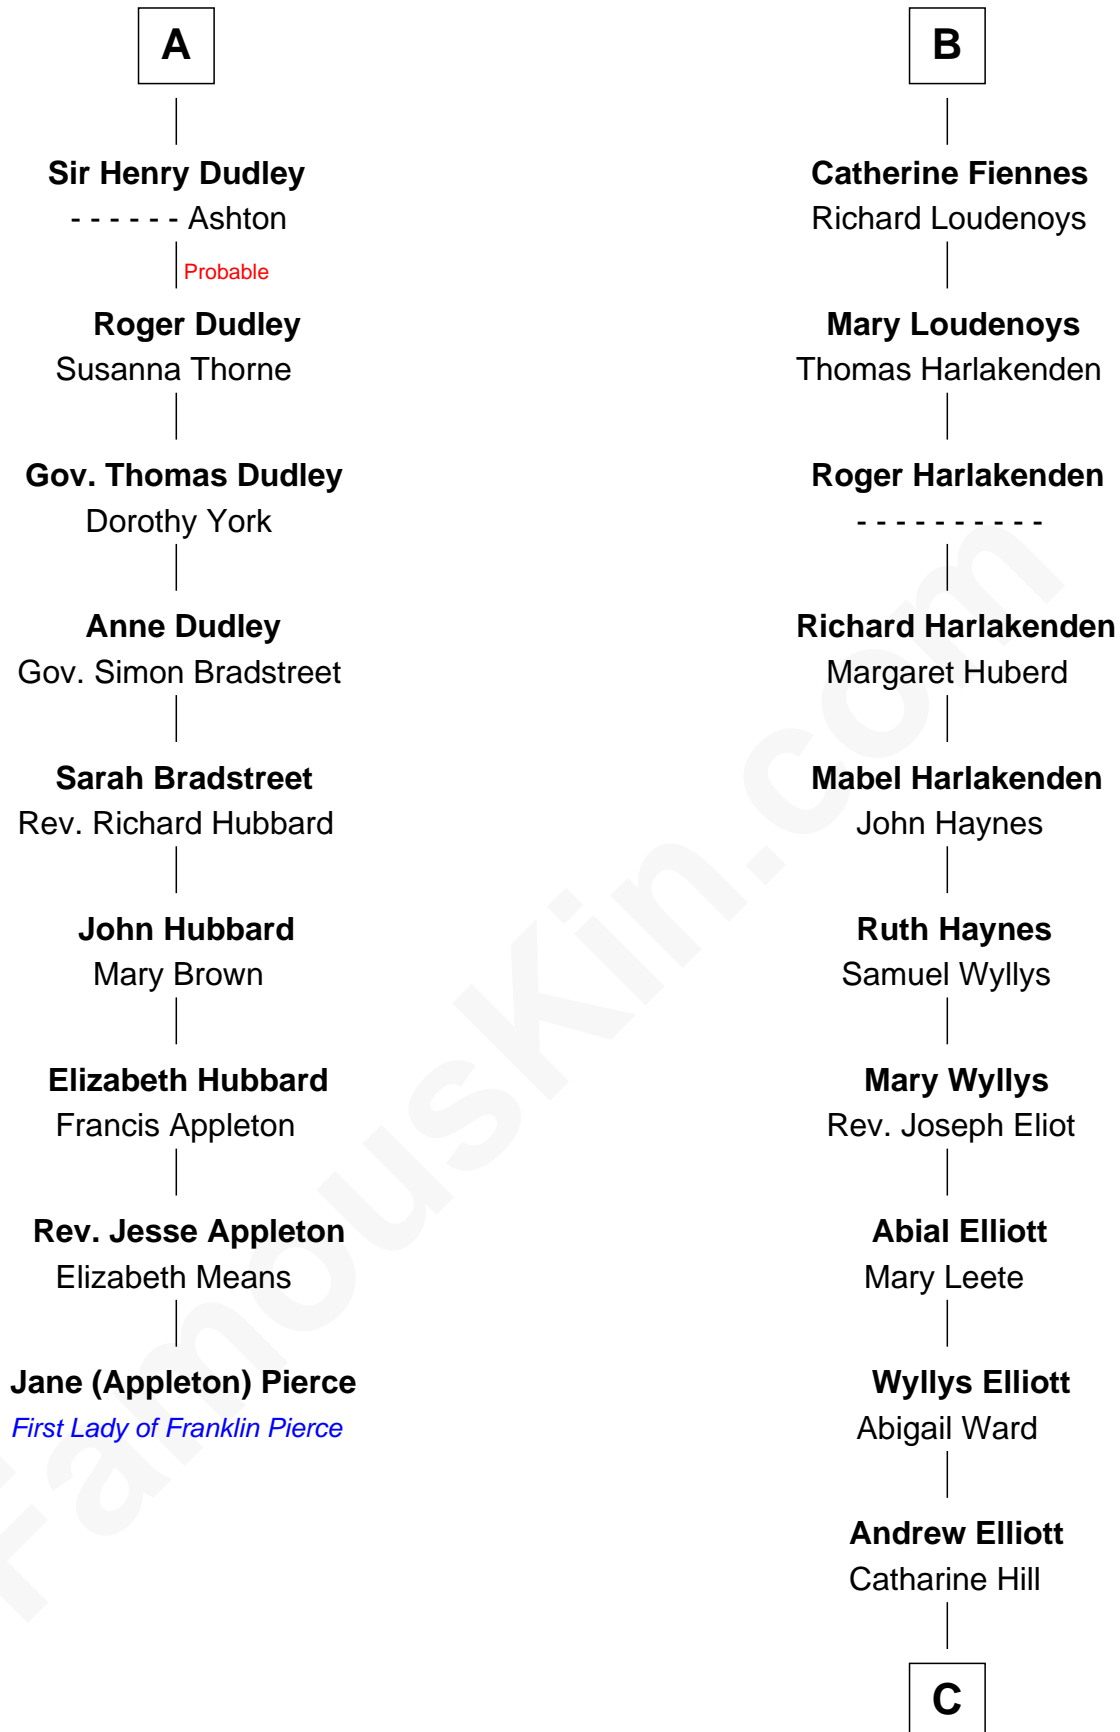 A
Sir Henry Dudley
- - - - - - Ashton
Probable
Roger Dudley
Susanna Thorne
Gov. Thomas Dudley
Dorothy York
Anne Dudley
Gov. Simon Bradstreet
Sarah Bradstreet
Rev. Richard Hubbard
John Hubbard
Mary Brown
Elizabeth Hubbard
Francis Appleton
Rev. Jesse Appleton
Elizabeth Means
Jane (Appleton) Pierce
First Lady of Franklin Pierce
B
Catherine Fiennes
Richard Loudenoys
Mary Loudenoys
Thomas Harlakenden
Roger Harlakenden
- - - - - - - - - -
Richard Harlakenden
Margaret Huberd
Mabel Harlakenden
John Haynes
Ruth Haynes
Samuel Wyllys
Mary Wyllys
Rev. Joseph Eliot
Abial Elliott
Mary Leete
Wyllys Elliott
Abigail Ward
Andrew Elliott
Catharine Hill
C
FamousKin.com